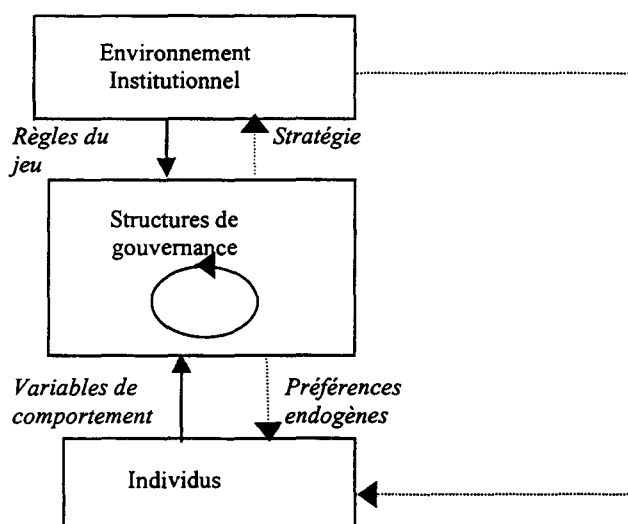 Environnement
Institutionnel
Règles du
jeu
Stratégie
Structures de
gouvernance
Variables de
comportement
Préférences
endogènes
Individus